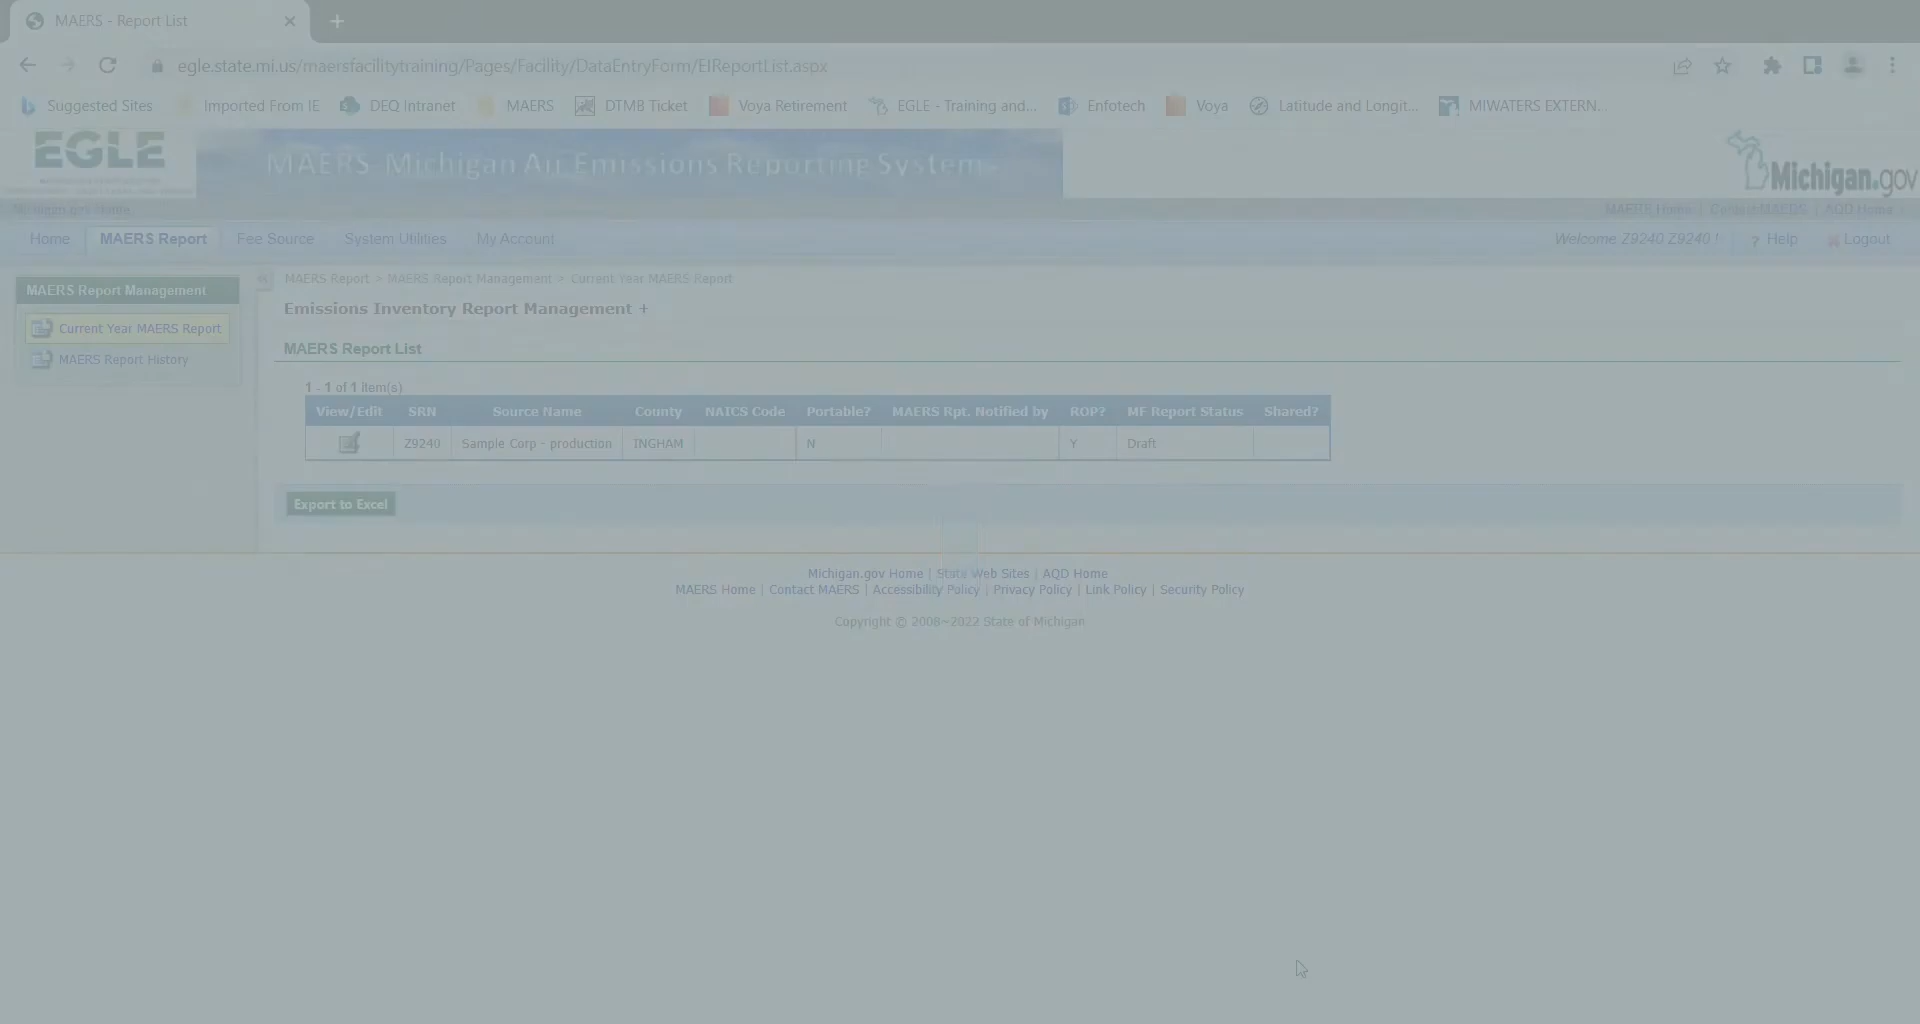 MAERS - Report List
egle.state.mi.us/maersfacilitytraining/Pages/Facility/DataEntryForm/EIReportList.aspx
Suggested Sites Imported From IE DEQ Intranet MAERS DTMB Ticket Voya Retirement EGLE - Training and... Enfotech Voya Latitude and Longit... MIWATERS EXTERN...
EGLE
MAERS Michigan Air Emissions Reporting System
Michigan.gov
Michigan.gov Home
MAERS Home | Contact MAERS | AQD Home
Home MAERS Report Fee Source System Utilities My Account Welcome Z9240 Z9240 ! ? Help Logout
MAERS Report Management
Current Year MAERS Report
MAERS Report History
MAERS Report > MAERS Report Management > Current Year MAERS Report
Emissions Inventory Report Management +
MAERS Report List
1 - 1 of 1 item(s)
View/Edit SRN Source Name County NAICS Code Portable? MAERS Rpt. Notified by ROP? MF Report Status Shared?
Z9240 Sample Corp - production INGHAM N Y Draft
Export to Excel
Michigan.gov Home | State Web Sites | AQD Home
MAERS Home | Contact MAERS | Accessibility Policy | Privacy Policy | Link Policy | Security Policy
Copyright © 2008~2022 State of Michigan